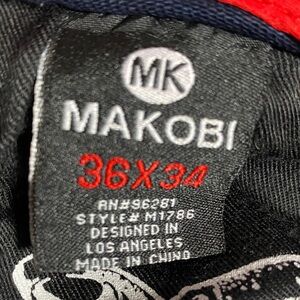 MK
MAKOBI
36X34
RN#96281
STYLE# M1786
DESIGNED IN
LOS ANGELES
MADE IN CHINA